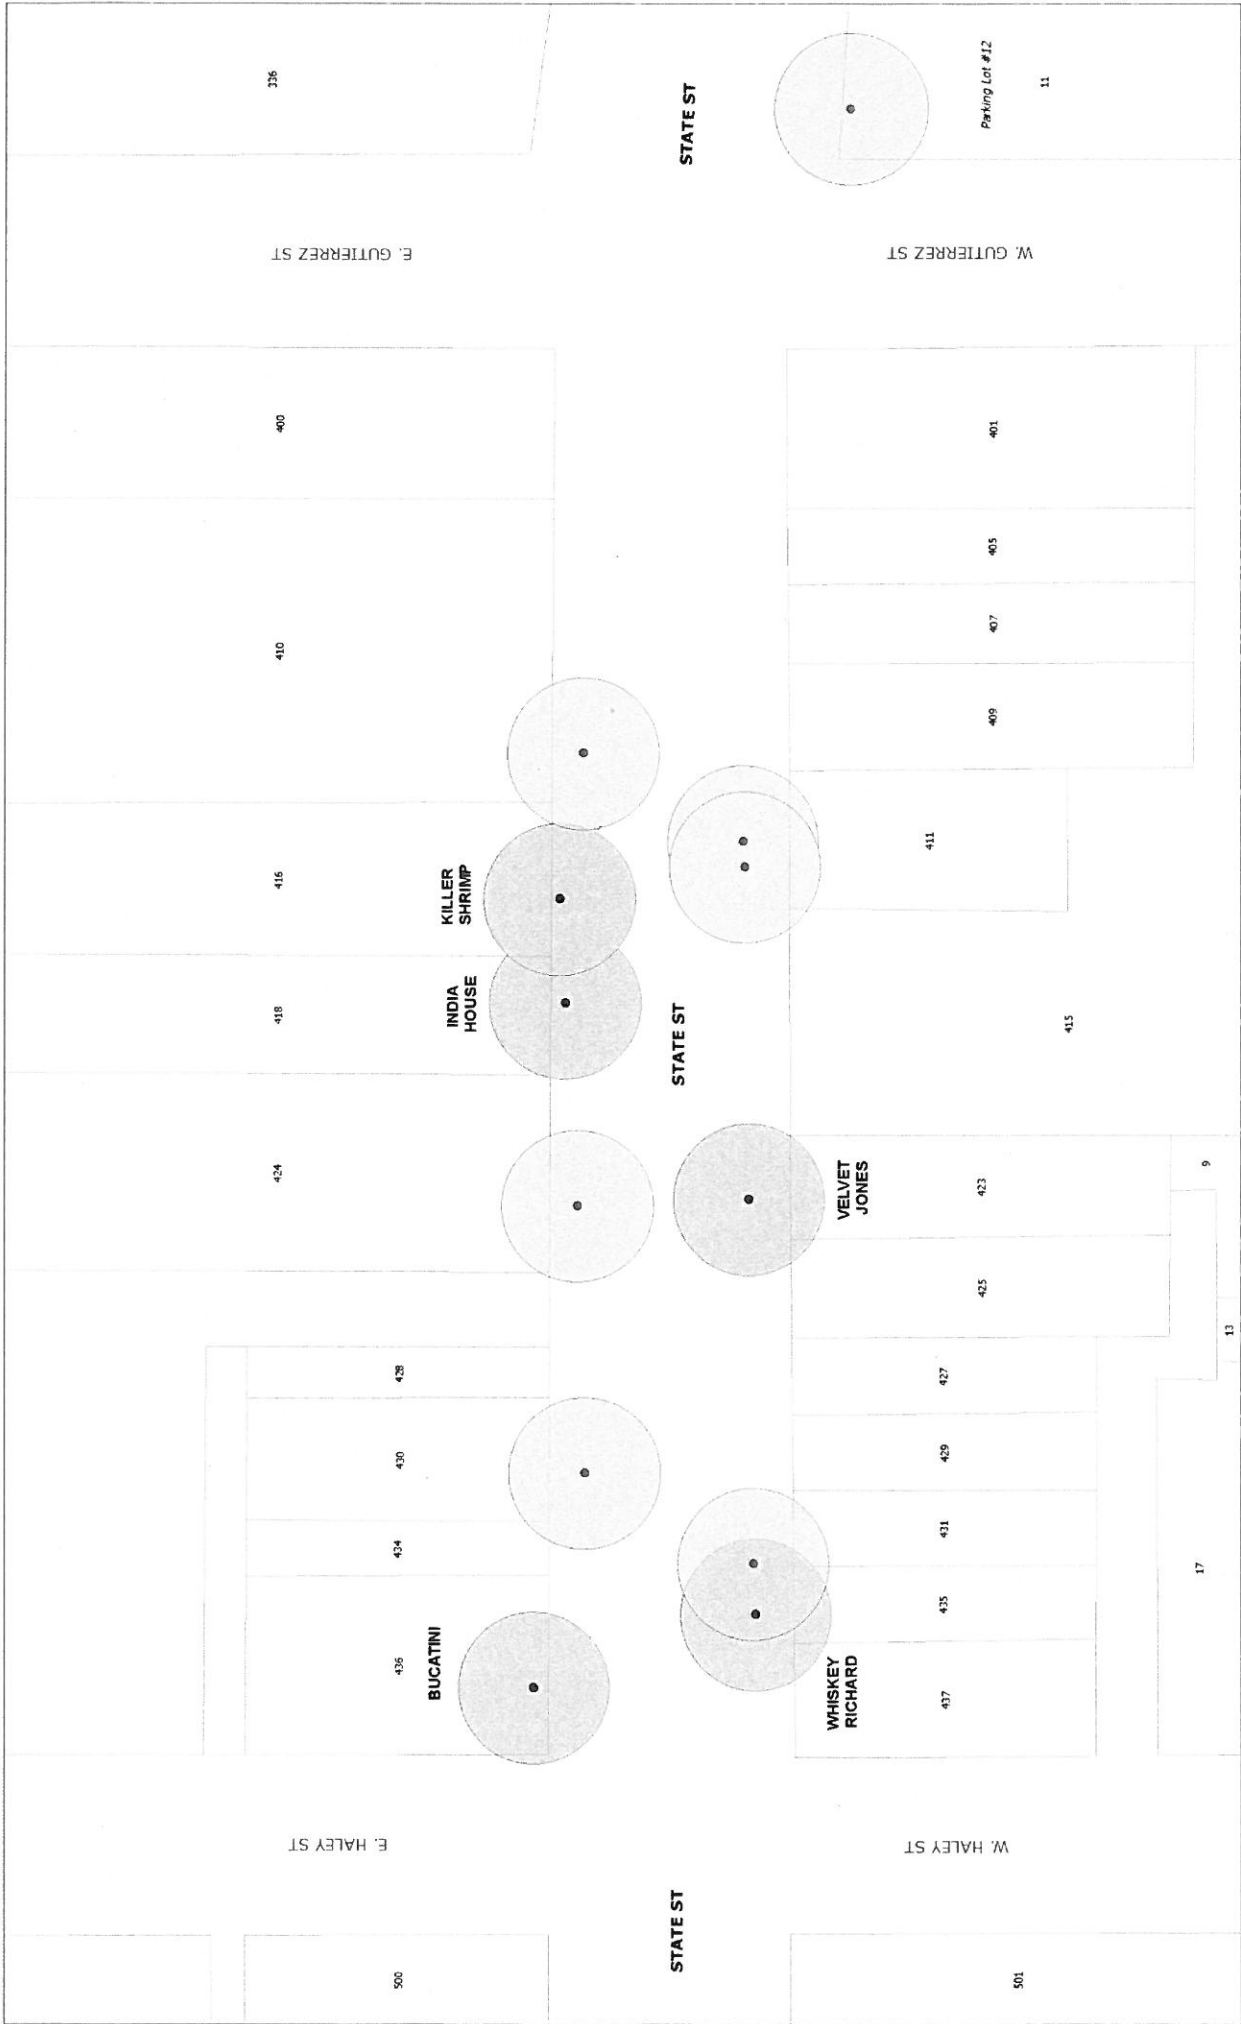 336
STATE ST
Parking Lot #12
11
E. GUTIERREZ ST
W. GUTIERREZ ST
400
401
405
410
407
409
416
KILLER
SHRIMP
411
418
INDIA
HOUSE
STATE ST
415
424
VELVET
JONES
423
9
425
13
428
427
430
429
434
431
435
17
436
BUCATINI
WHISKEY
RICHARD
437
E. HALEY ST
W. HALEY ST
STATE ST
500
501